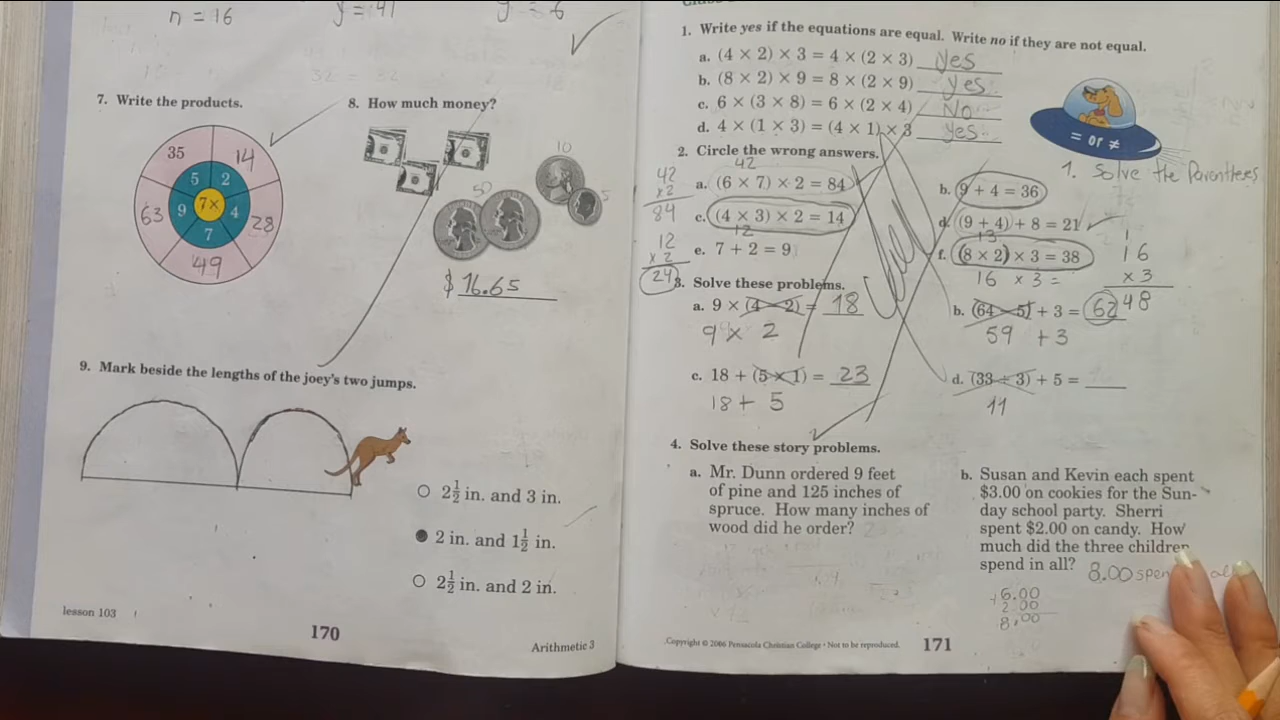 n = 16
y = 41
y = 6
7. Write the products.
35
14
5
2
63
9
7×
4
28
7
49
8. How much money?
10
50
5
$ 16.65
9. Mark beside the lengths of the joey's two jumps.
2½ in. and 3 in.
2 in. and 1½ in.
2½ in. and 2 in.
lesson 103
170
Arithmetic 3
1. Write yes if the equations are equal. Write no if they are not equal.
a. (4 × 2) × 3 = 4 × (2 × 3) yes
b. (8 × 2) × 9 = 8 × (2 × 9) yes
c. 6 × (3 × 8) = 6 × (2 × 4) No
d. 4 × (1 × 3) = (4 × 1) × 3 yes
= or ≠
2. Circle the wrong answers.
1. Solve the Parentees
42
a. (6 × 7) × 2 = 84
42
×2
84
b. 9 + 4 = 36
c. (4 × 3) × 2 = 14
12
d. (9 + 4) + 8 = 21
13
12
×2
24
e. 7 + 2 = 9
f. (8 × 2) × 3 = 38
16 × 3 =
1
16
×3
48
3. Solve these problems.
a. 9 × (4 − 2) = 18
9 × 2
b. (64 − 5) + 3 = 62
59 + 3
c. 18 + (5 × 1) = 23
18 + 5
d. (33 ÷ 3) + 5 =
11
4. Solve these story problems.
a. Mr. Dunn ordered 9 feet
of pine and 125 inches of
spruce. How many inches of
wood did he order?
b. Susan and Kevin each spent
$3.00 on cookies for the Sun-
day school party. Sherri
spent $2.00 on candy. How
much did the three children
spend in all? 8.00
+6.00
2.00
8.00
Copyright © 2006 Pensacola Christian College • Not to be reproduced.
171